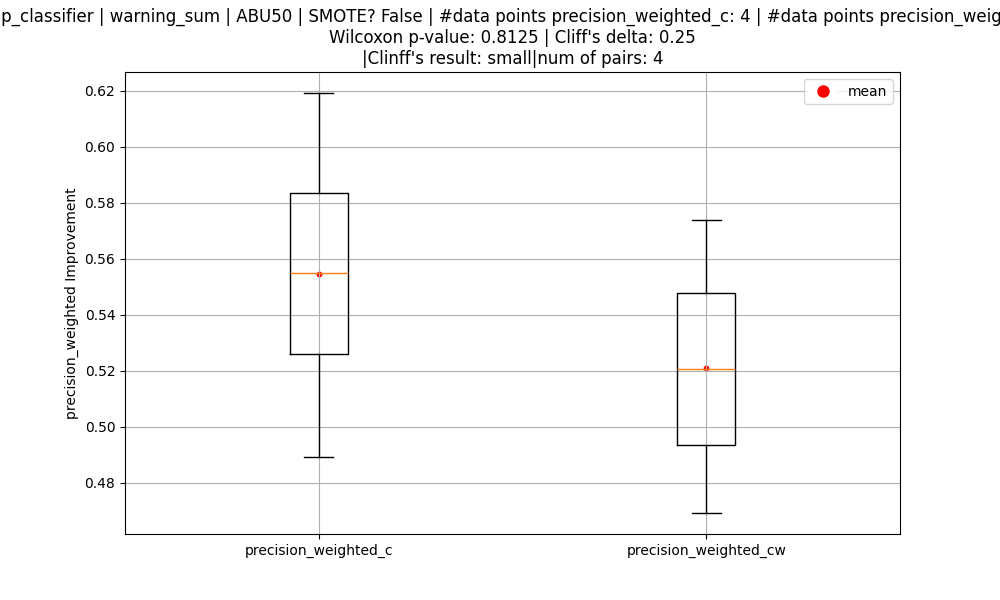 p_classifier | warning_sum | ABU50 | SMOTE? False | #data points precision_weighted_c: 4 | #data points precision_weig
Wilcoxon p-value: 0.8125 | Cliff's delta: 0.25
|Clinff's result: small|num of pairs: 4
mean
0.62
0.60
0.58
0.56
0.54
0.52
0.50
0.48
precision_weighted Improvement
precision_weighted_c
precision_weighted_cw